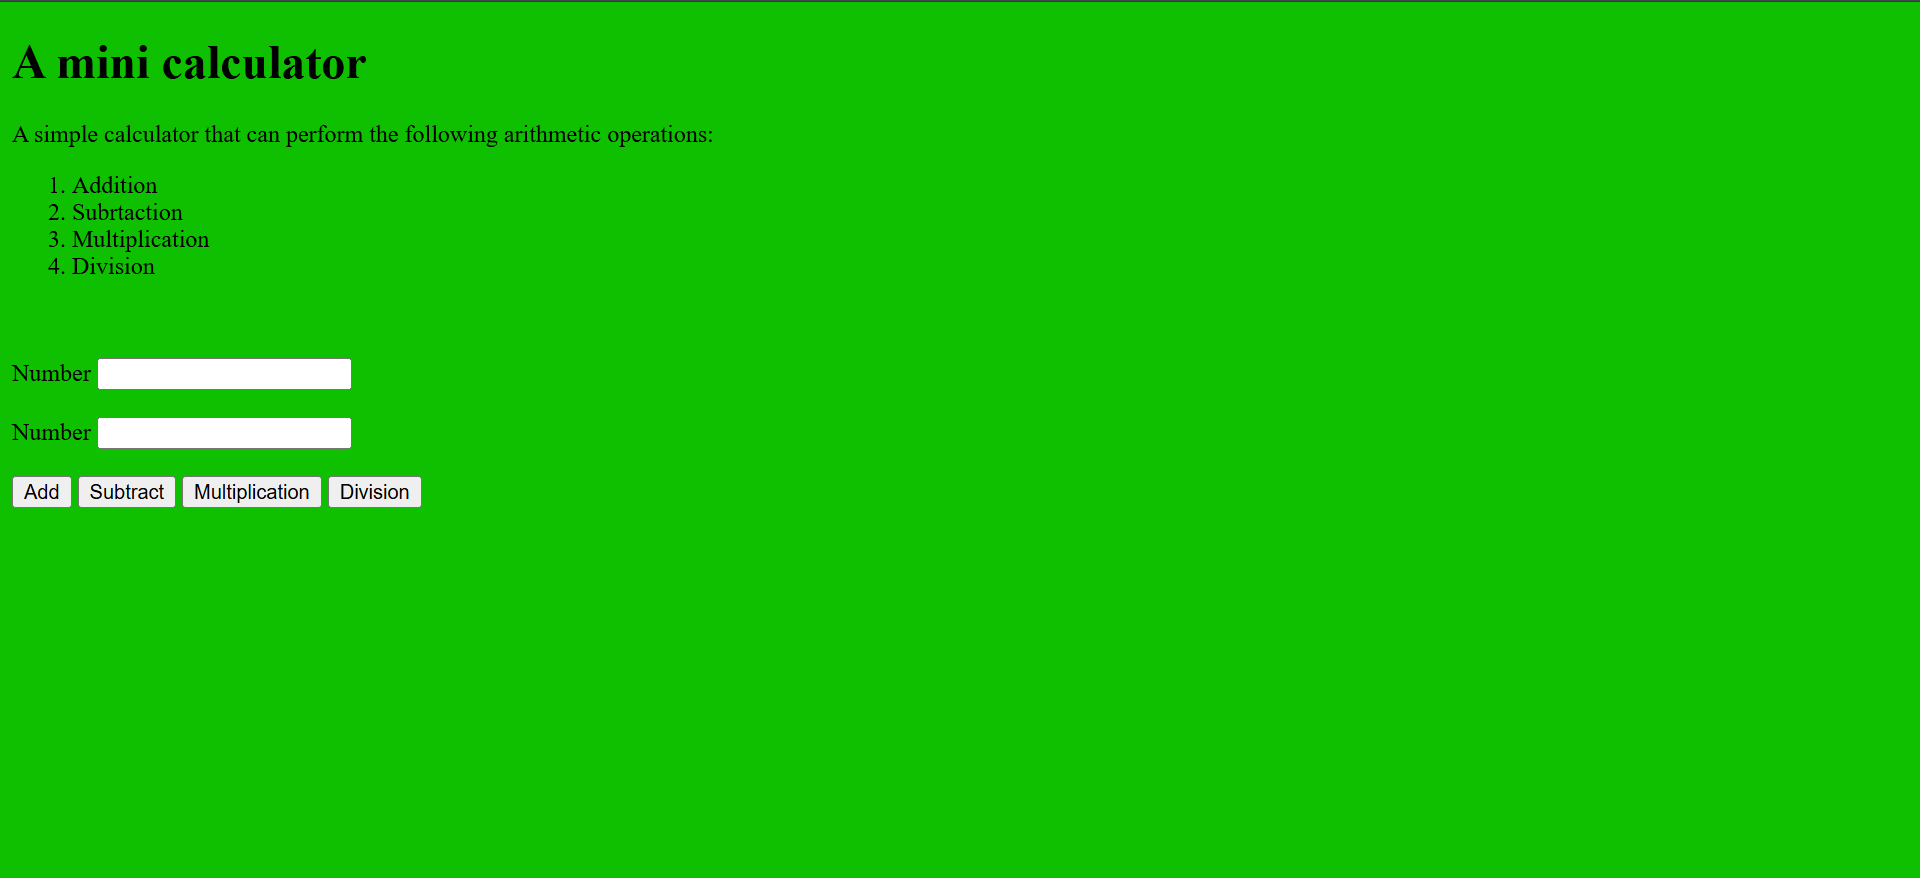 A mini calculator
A simple calculator that can perform the following arithmetic operations:
1. Addition
2. Subrtaction
3. Multiplication
4. Division
Number
Number
Add Subtract Multiplication Division